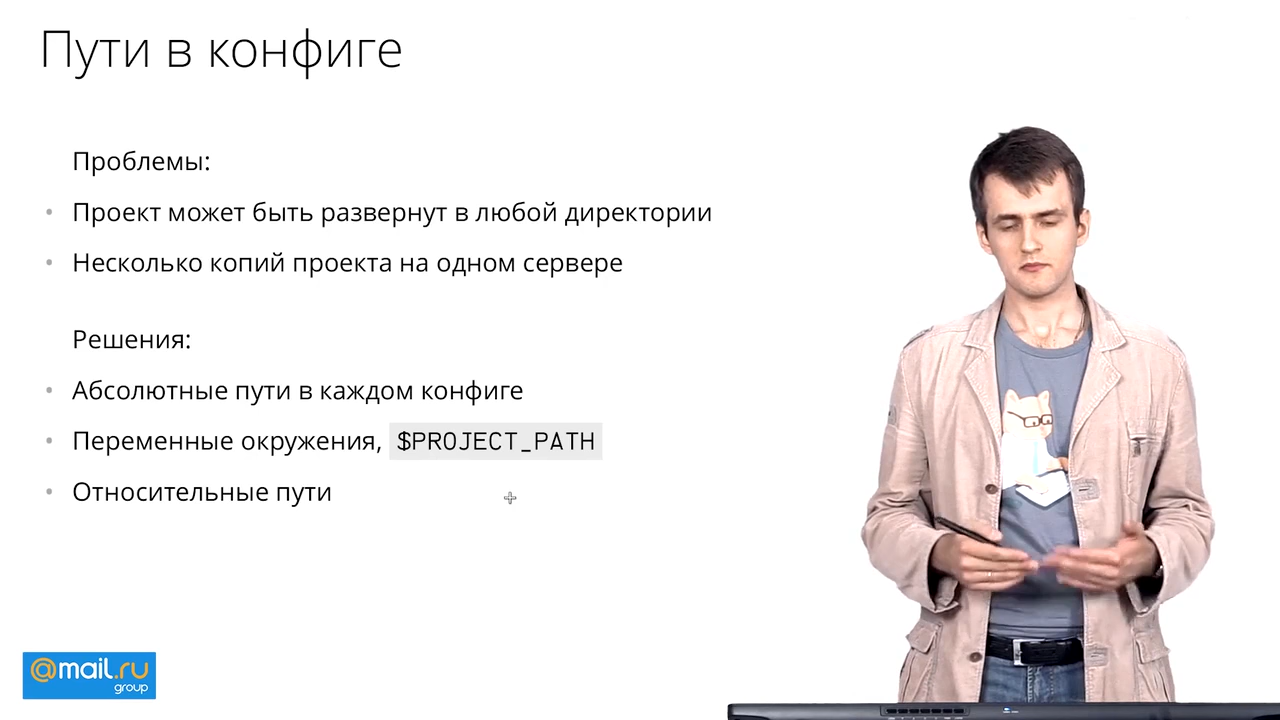 Пути в конфиге
Проблемы:
Проект может быть развернут в любой директории
Несколько копий проекта на одном сервере
Решения:
Абсолютные пути в каждом конфиге
Переменные окружения, $PROJECT_PATH
Относительные пути
@mail.ru
group